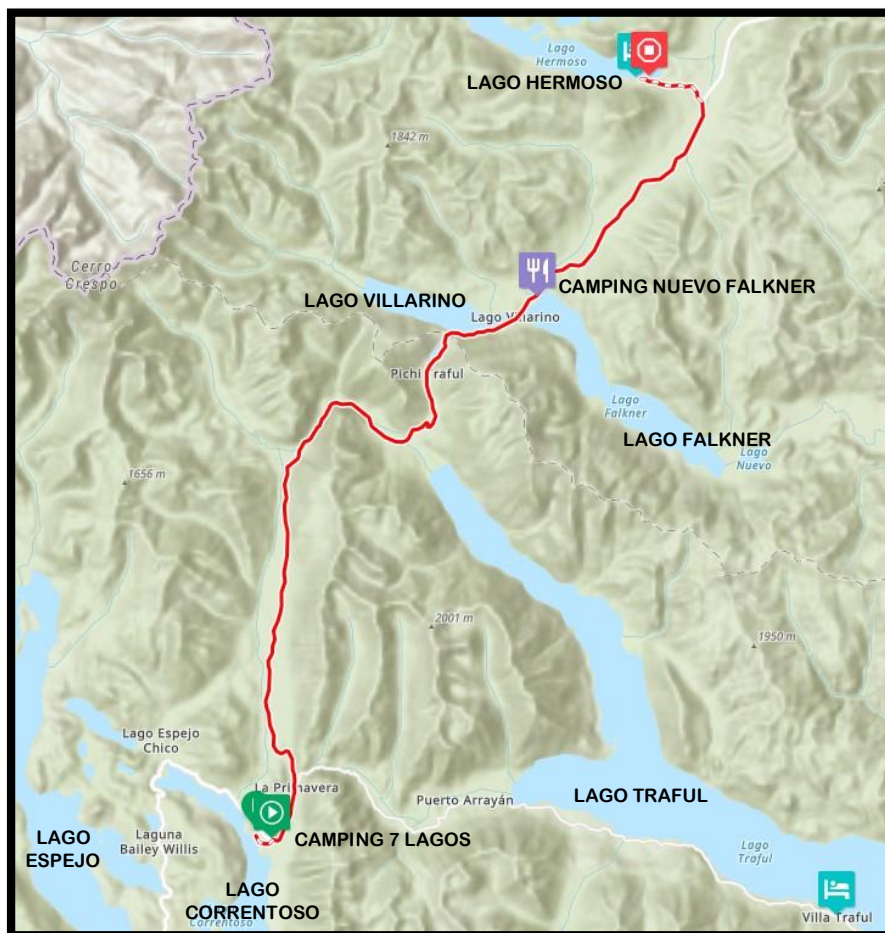 Lago
Hermoso
LAGO HERMOSO
1842 m
Cerro
Crespo
CAMPING NUEVO FALKNER
LAGO VILLARINO
Lago Villarino
Pichi Traful
Lago
Falkner
LAGO FALKNER
Lago
Nuevo
1656 m
2001 m
1950 m
Lago Espejo
Chico
La Primavera
Puerto Arrayán
LAGO TRAFUL
LAGO
ESPEJO
Laguna
Bailey Willis
CAMPING 7 LAGOS
Lago
Traful
LAGO
CORRENTOSO
Correntoso
Villa Traful